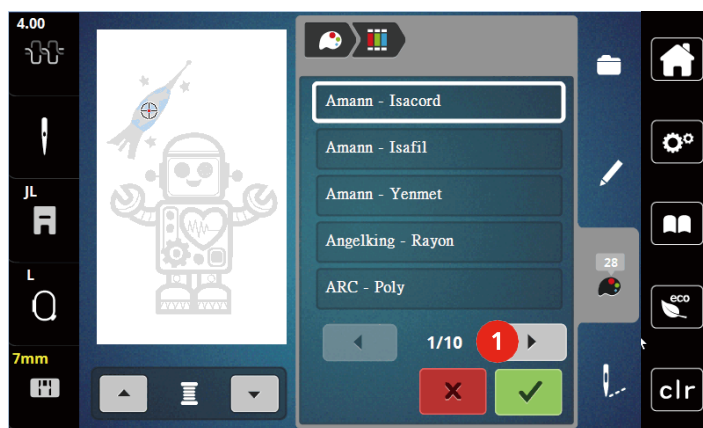 4.00
JL
L
7mm
Amann - Isacord
Amann - Isafil
Amann - Yenmet
Angelking - Rayon
ARC - Poly
1/10
1
28
eco
clr